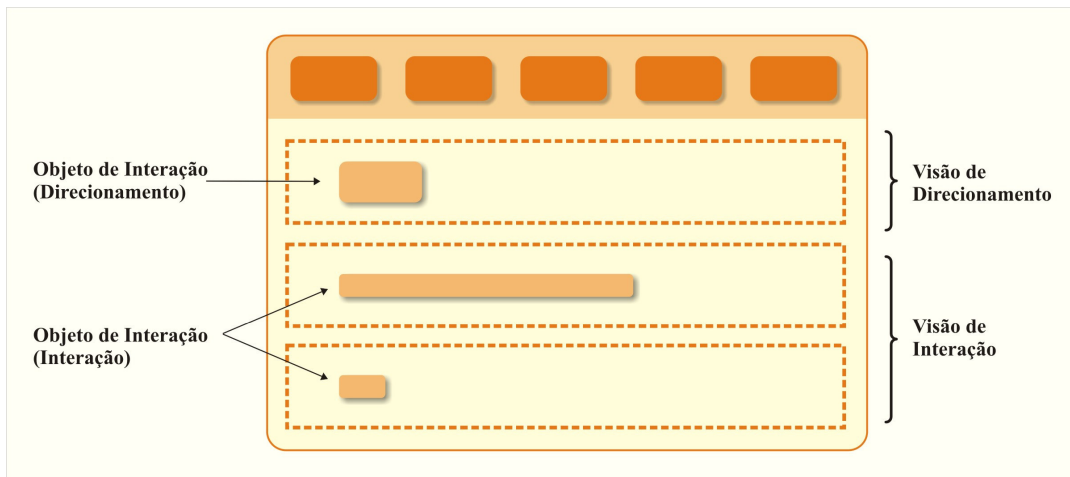 Objeto de Interação
(Direcionamento)
Visão de
Direcionamento
Objeto de Interação
(Interação)
Visão de
Interação